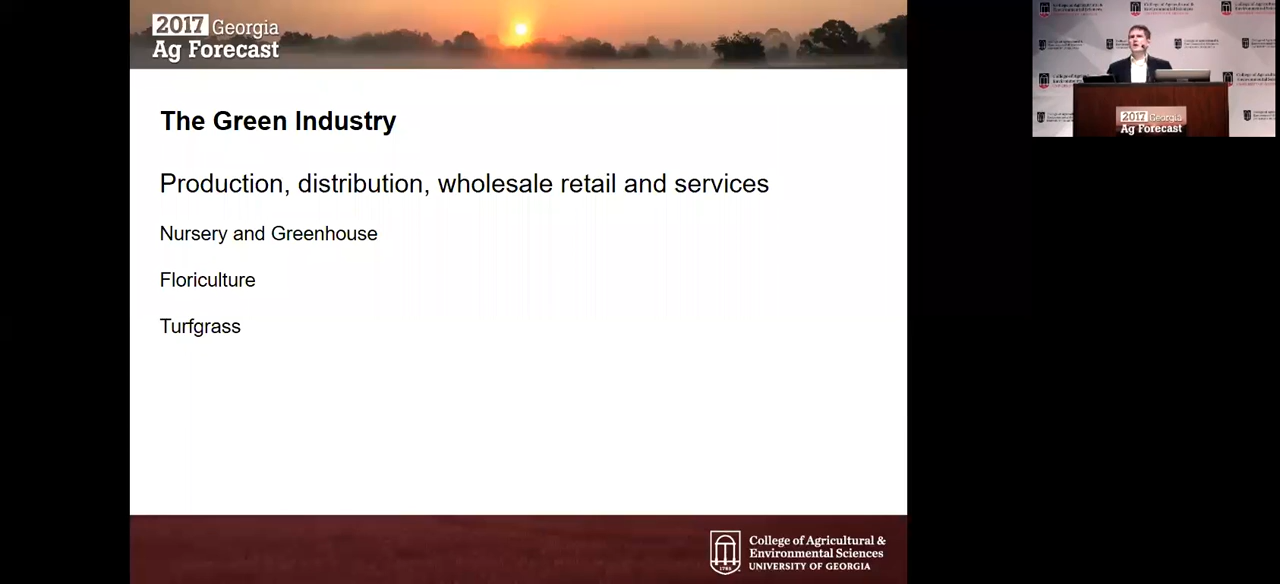 2017 Georgia
Ag Forecast
The Green Industry
Production, distribution, wholesale retail and services
Nursery and Greenhouse
Floriculture
Turfgrass
1785
College of Agricultural &
Environmental Sciences
UNIVERSITY OF GEORGIA
2017 Georgia
Ag Forecast